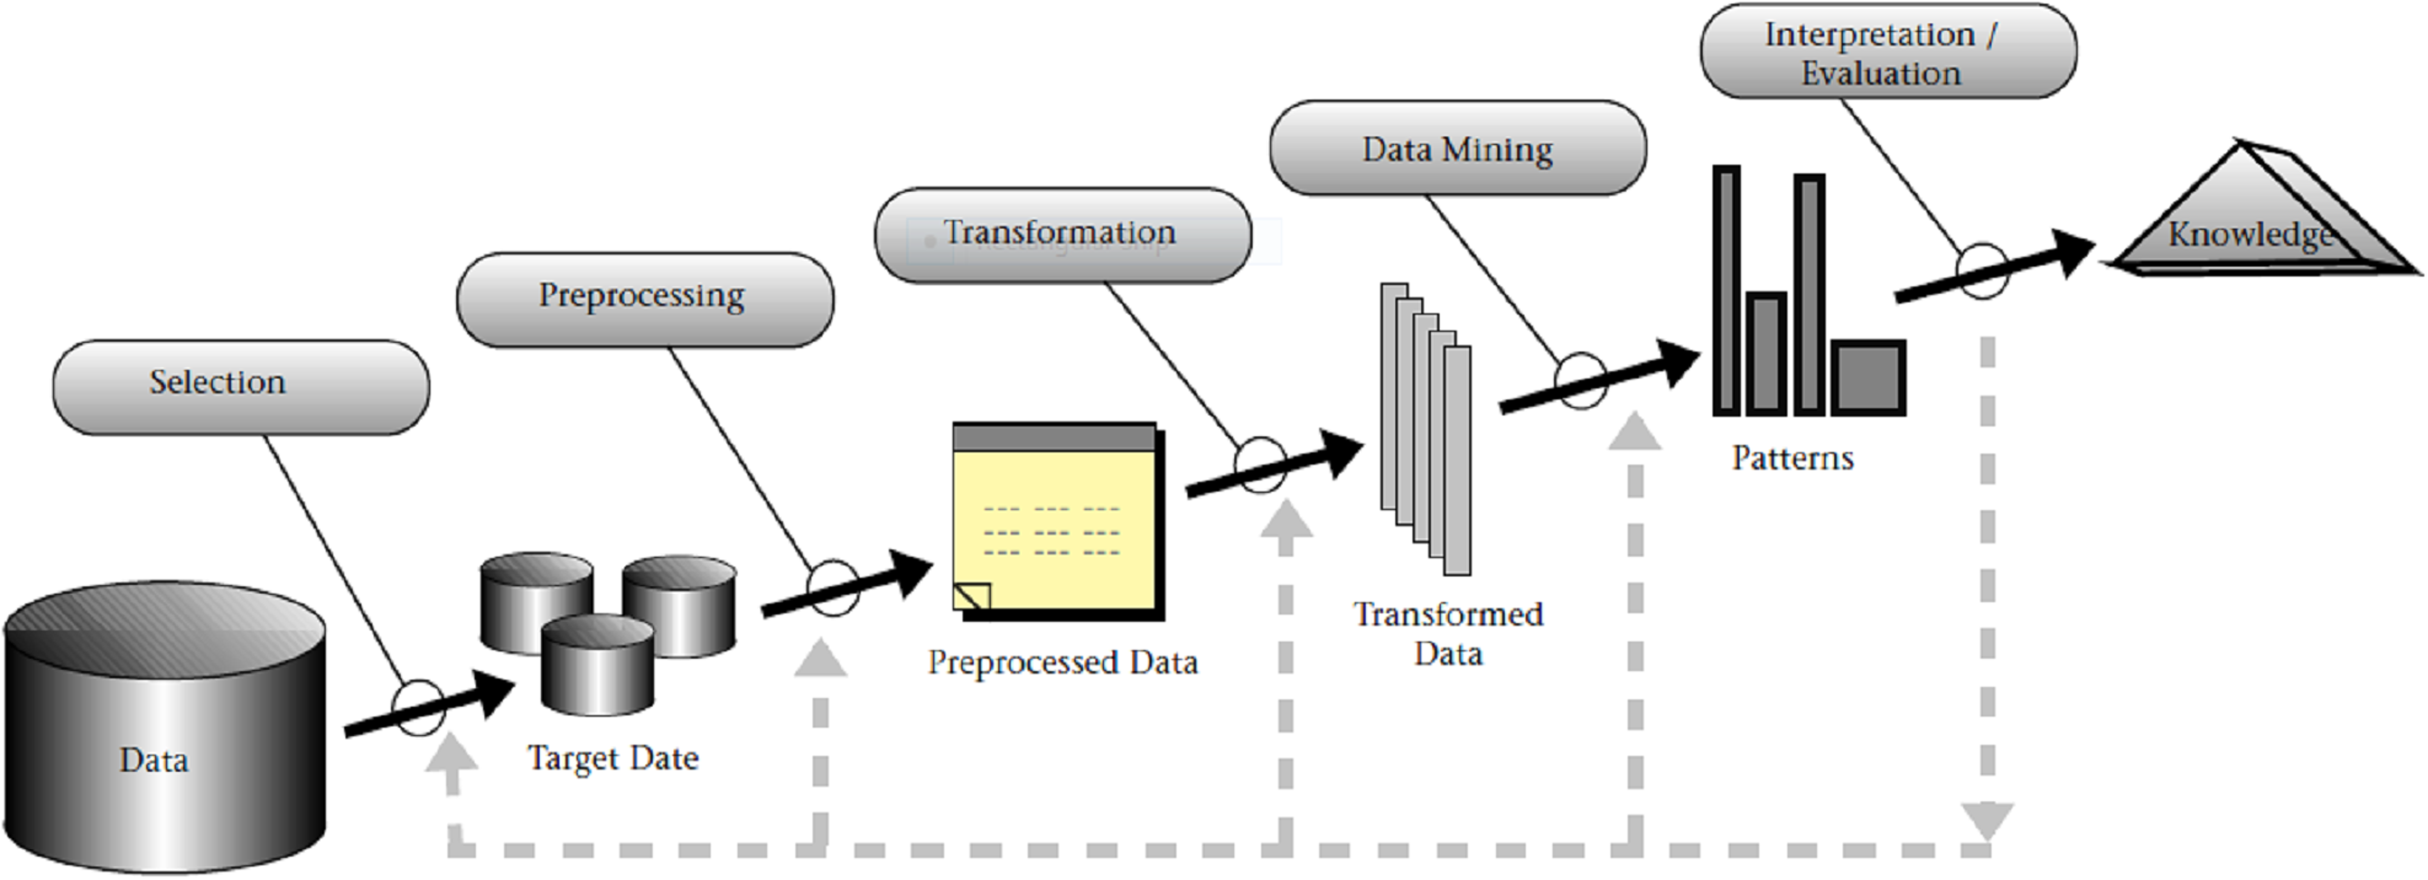 Interpretation /
Evaluation
Data Mining
Transformation
Preprocessing
Selection
Knowledge
Patterns
Transformed
Data
Preprocessed Data
Target Date
Data